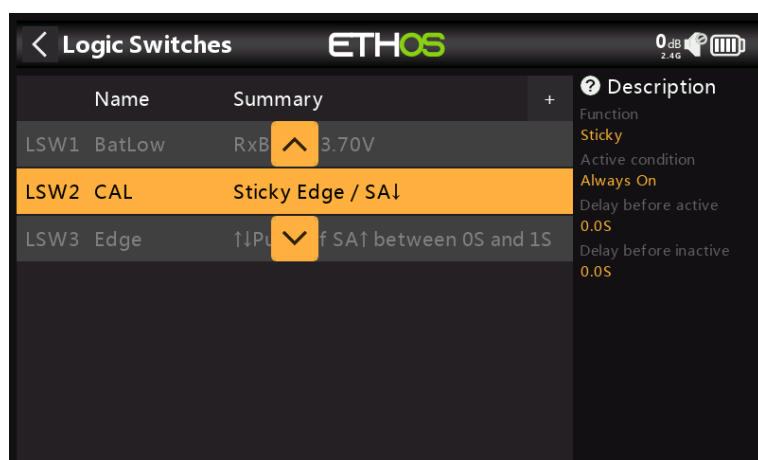 Logic Switches
ETHOS
0 dB
2.4G
Name Summary +
LSW1 BatLow RxB 3.70V
LSW2 CAL Sticky Edge / SA↓
LSW3 Edge ↑↓Pu f SA↑ between 0S and 1S
? Description
Function
Sticky
Active condition
Always On
Delay before active
0.0S
Delay before inactive
0.0S